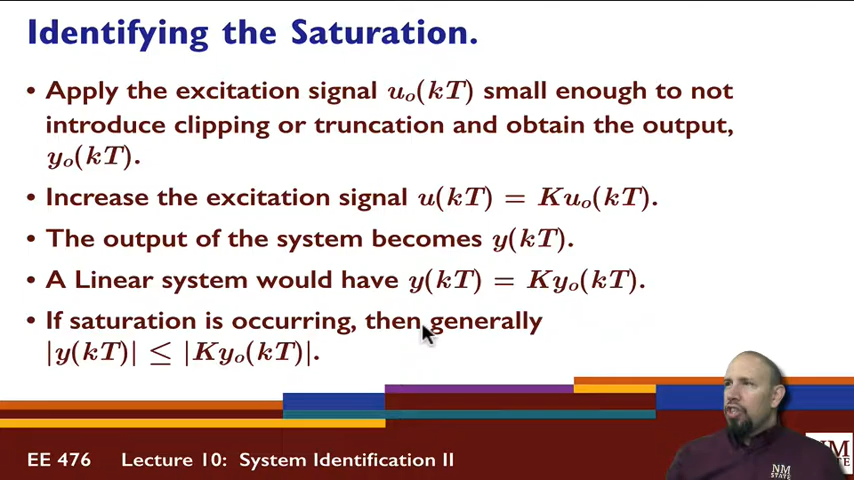 Identifying the Saturation.
• Apply the excitation signal uₒ(kT) small enough to not
introduce clipping or truncation and obtain the output,
yₒ(kT).
• Increase the excitation signal u(kT) = Kuₒ(kT).
• The output of the system becomes y(kT).
• A Linear system would have y(kT) = Kyₒ(kT).
• If saturation is occurring, then generally
|y(kT)| ≤ |Kyₒ(kT)|.
EE 476 Lecture 10: System Identification II
NM
STATE